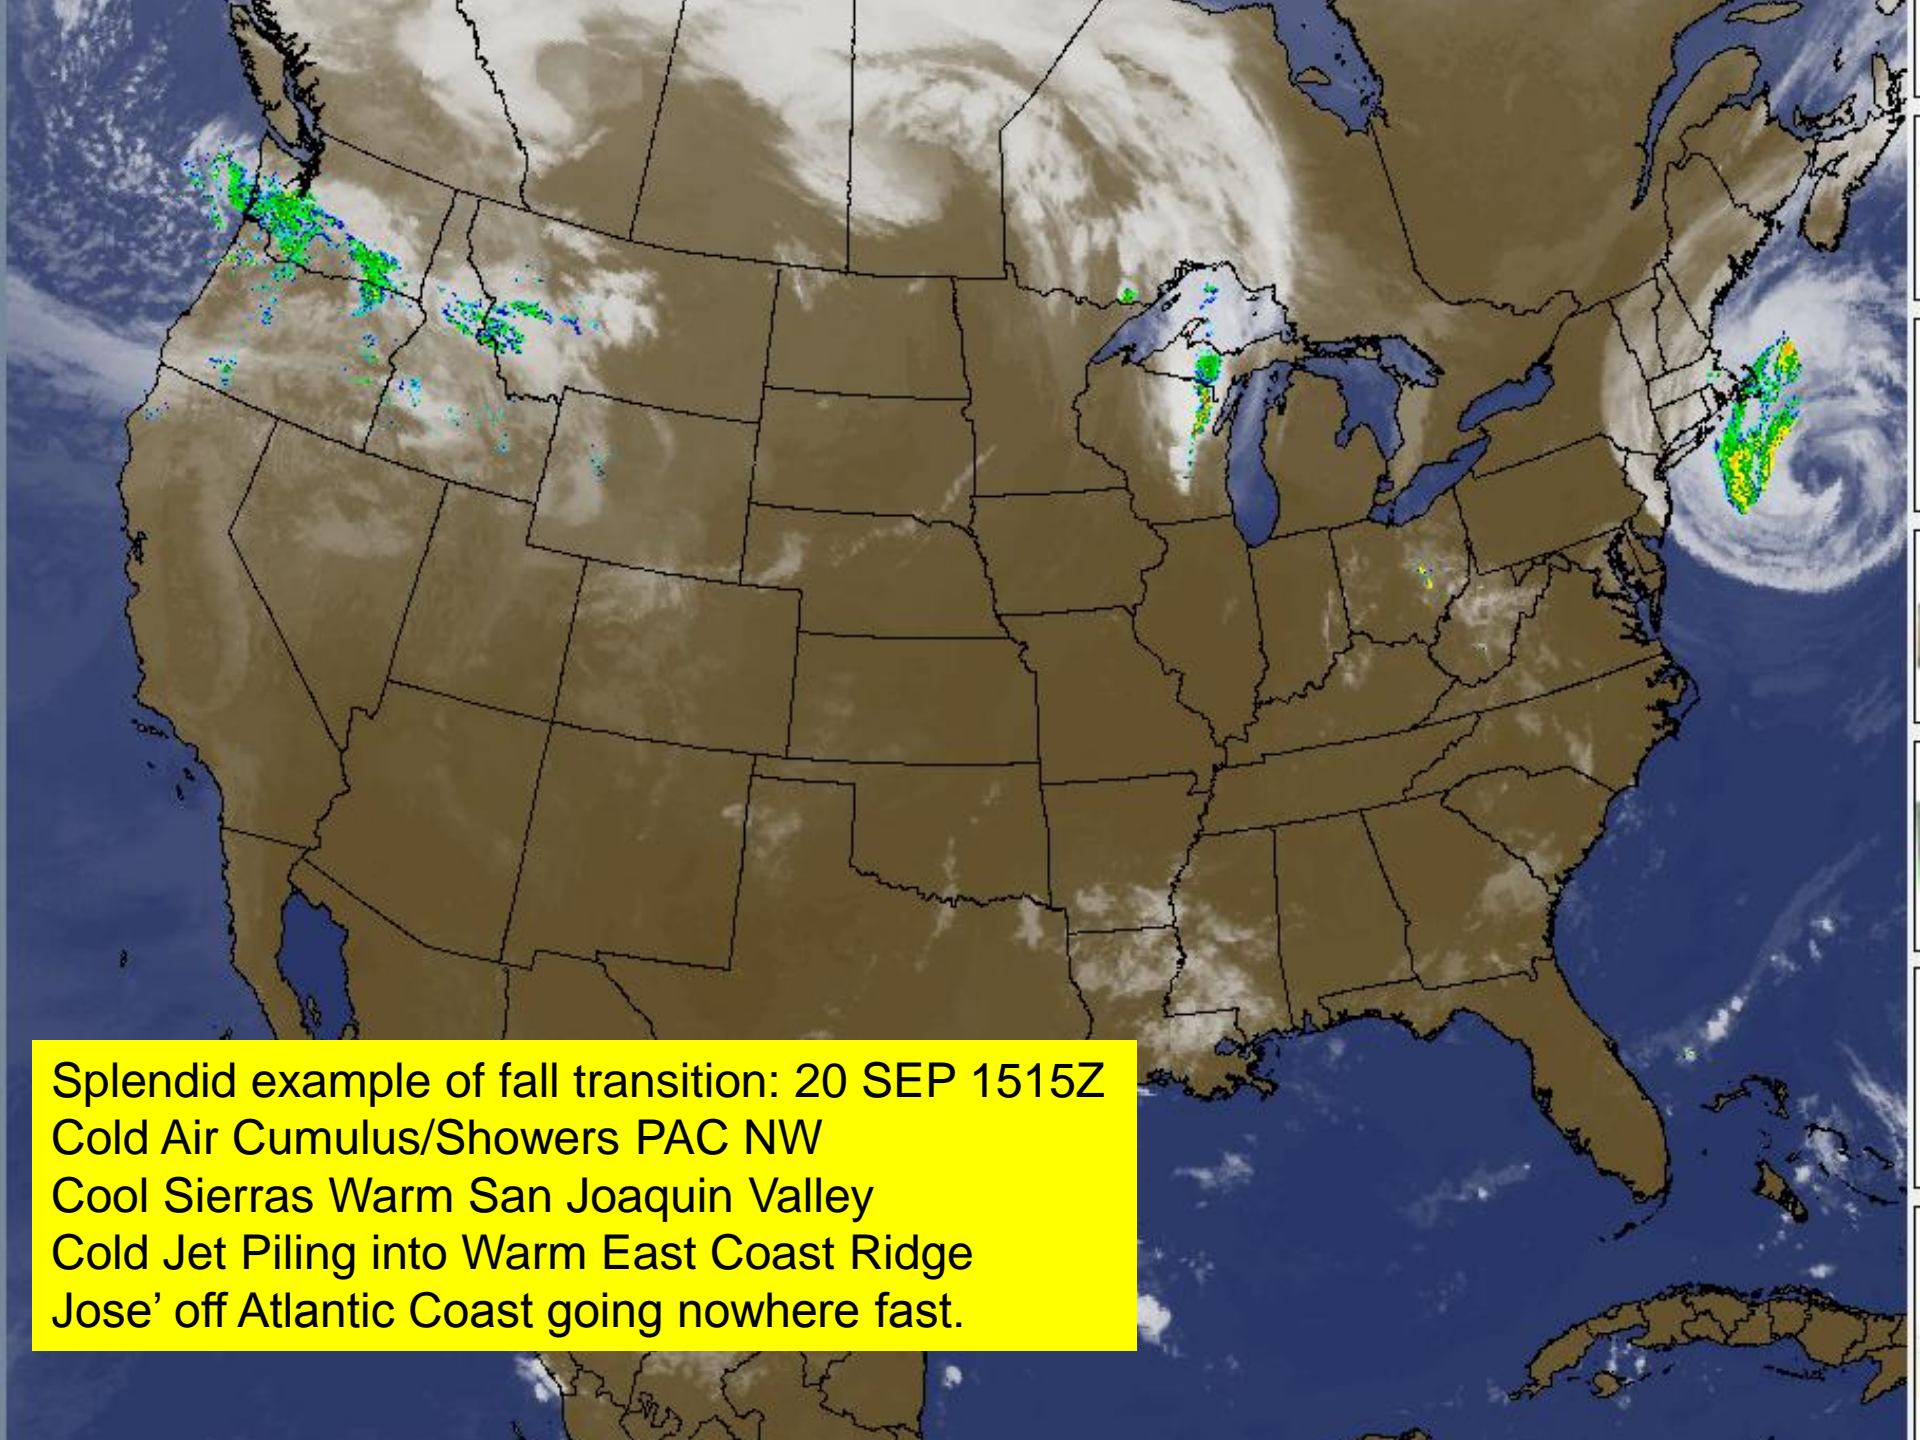 Splendid example of fall transition: 20 SEP 1515Z
Cold Air Cumulus/Showers PAC NW
Cool Sierras Warm San Joaquin Valley
Cold Jet Piling into Warm East Coast Ridge
Jose’ off Atlantic Coast going nowhere fast.